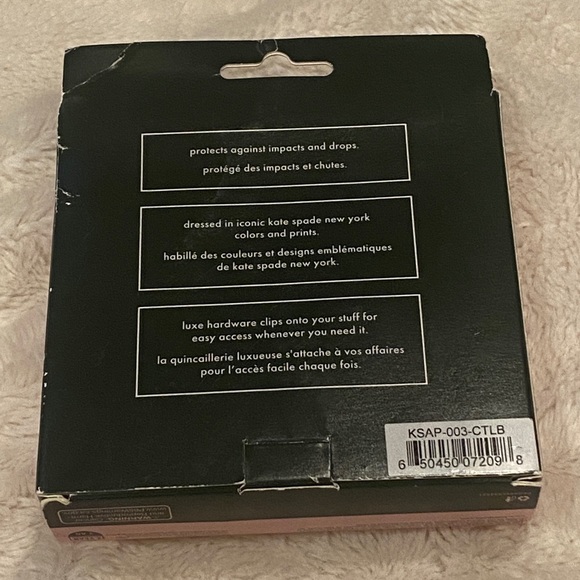 protects against impacts and drops.
protégé des impacts et chutes.
dressed in iconic kate spade new york
colors and prints.
habillé des couleurs et designs emblématiques
de kate spade new york.
luxe hardware clips onto your stuff for
easy access whenever you need it.
la quincaillerie luxueuse s'attache à vos affaires
pour l'accès facile chaque fois.
KSAP-003-CTLB
6 50450 07209 8
WARNING: